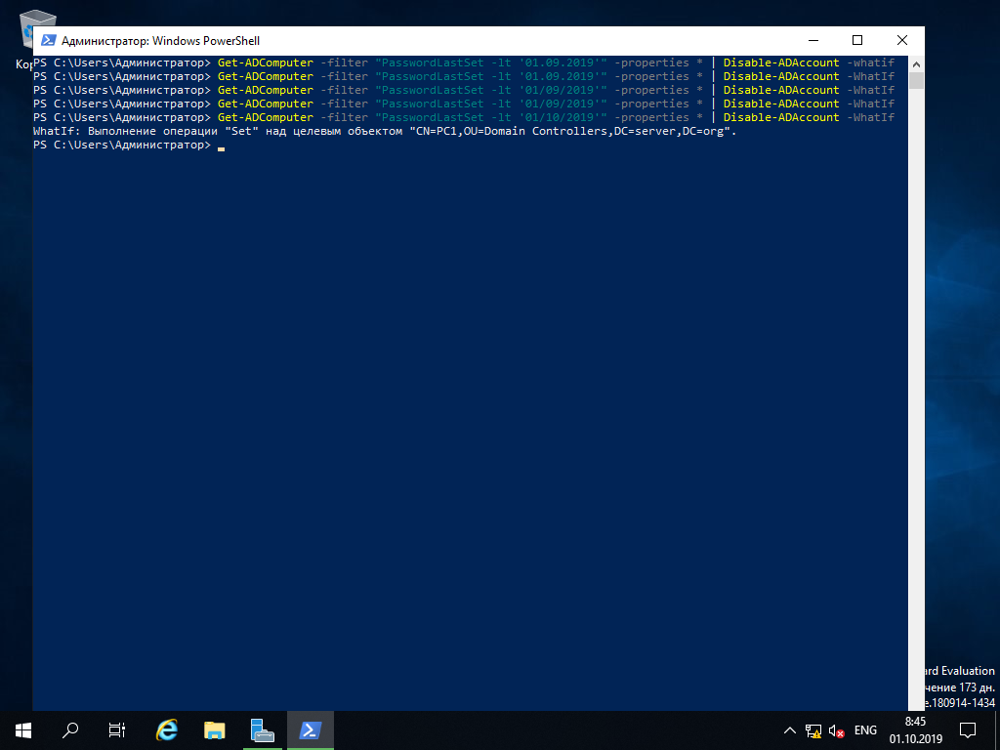 Администратор: Windows PowerShell
PS C:\Users\Администратор> Get-ADComputer -filter "PasswordLastSet -lt '01.09.2019'" -properties * | Disable-ADAccount -whatif
PS C:\Users\Администратор> Get-ADComputer -filter "PasswordLastSet -lt '01.09.2019'" -properties * | Disable-ADAccount -WhatIf
PS C:\Users\Администратор> Get-ADComputer -filter "PasswordLastSet -lt '01/09/2019'" -properties * | Disable-ADAccount -WhatIf
PS C:\Users\Администратор> Get-ADComputer -filter "PasswordLastSet -lt '01/09/2019'" -properties * | Disable-ADAccount -WhatIf
PS C:\Users\Администратор> Get-ADComputer -filter "PasswordLastSet -lt '01/10/2019'" -properties * | Disable-ADAccount -WhatIf
WhatIf: Выполнение операции "Set" над целевым объектом "CN=PC1,OU=Domain Controllers,DC=server,DC=org".
PS C:\Users\Администратор>
Кор
ard Evaluation
чение 173 дн.
e.180914-1434
ENG
8:45
01.10.2019